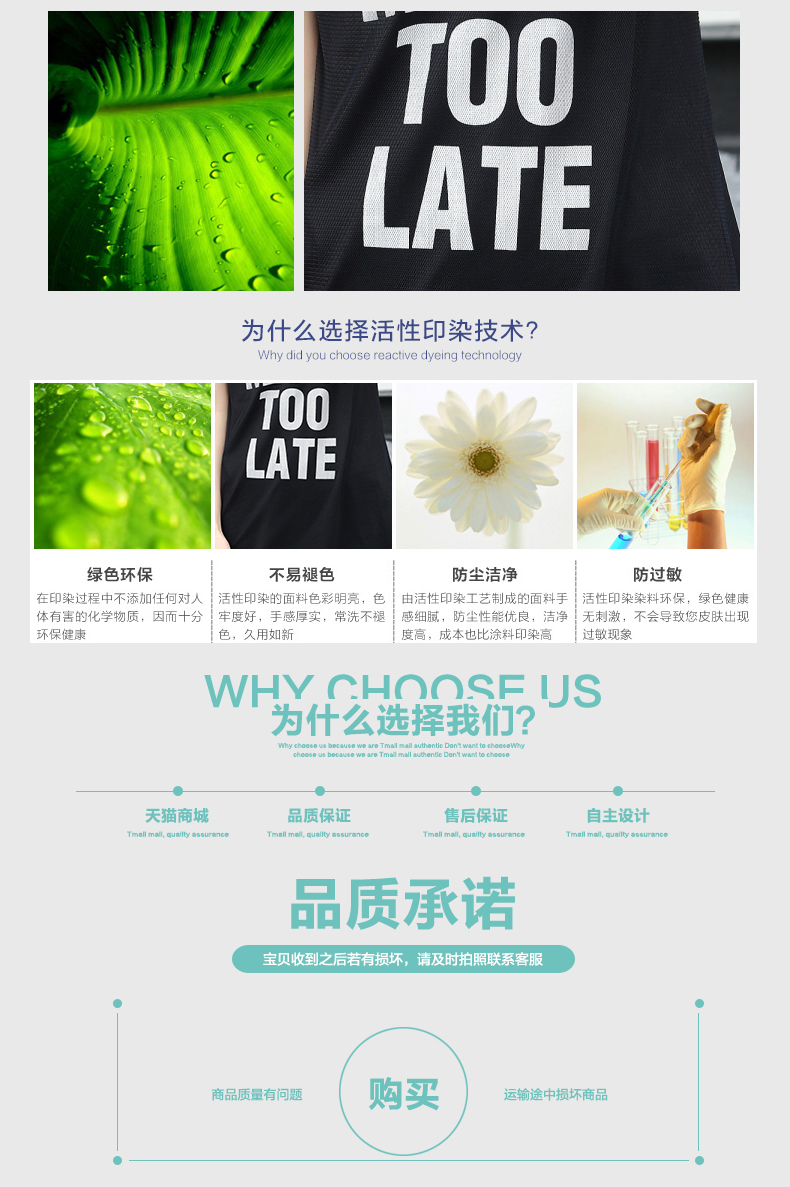 TOO
LATE
为什么选择活性印染技术?
Why did you choose reactive dyeing technology
TOO
LATE
绿色环保
在印染过程中不添加任何对人
体有害的化学物质，因而十分
环保健康
不易褪色
活性印染的面料色彩明亮，色
牢度好，手感厚实，常洗不褪
色，久用如新
防尘洁净
由活性印染工艺制成的面料手
感细腻，防尘性能优良，洁净
度高，成本也比涂料印染高
防过敏
活性印染染料环保，绿色健康
无刺激，不会导致您皮肤出现
过敏现象
WHY CHOOSE US
为什么选择我们?
Why choose us because we are Tmall mall authentic Don't want to chooseWhy
choose us because we are Tmall mall authentic Don't want to choose
天猫商城
Tmall mall, quality assurance
品质保证
Tmall mall, quality assurance
售后保证
Tmall mall, quality assurance
自主设计
Tmall mall, quality assurance
品质承诺
宝贝收到之后若有损坏，请及时拍照联系客服
商品质量有问题
购买
运输途中损坏商品